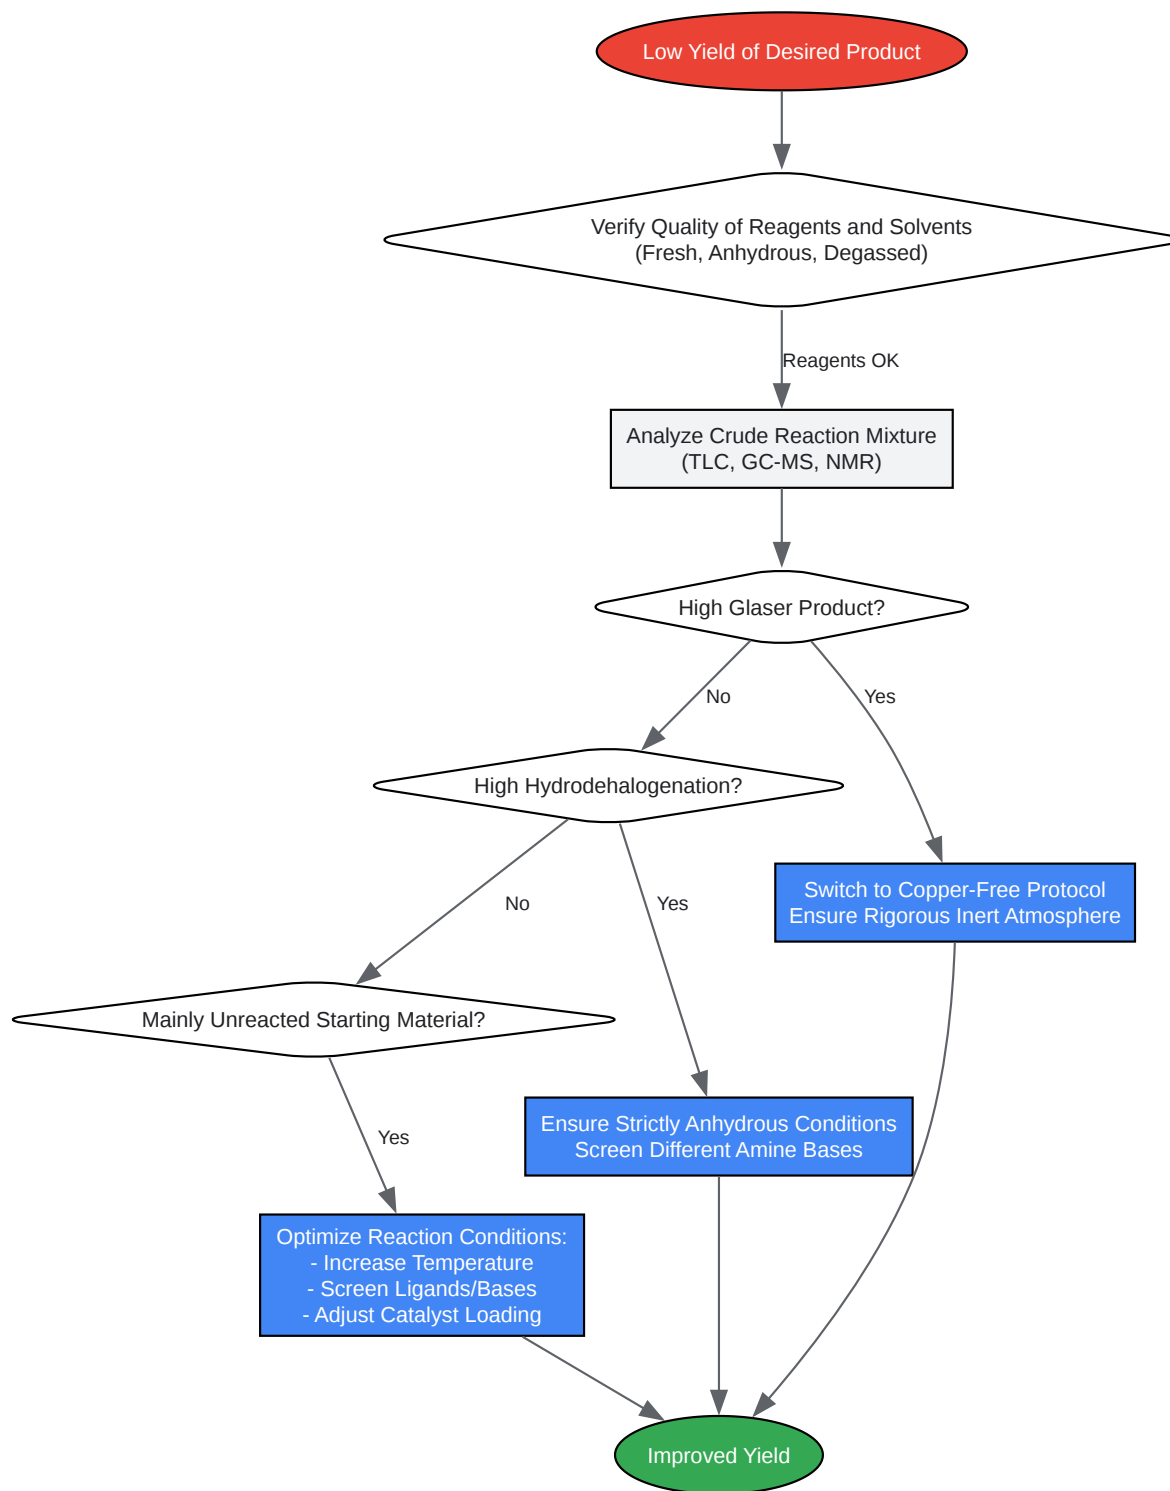 Low Yield of Desired Product
Verify Quality of Reagents and Solvents
(Fresh, Anhydrous, Degassed)
Reagents OK
Analyze Crude Reaction Mixture
(TLC, GC-MS, NMR)
High Glaser Product?
No
Yes
High Hydrodehalogenation?
Switch to Copper-Free Protocol
Ensure Rigorous Inert Atmosphere
No
Yes
Mainly Unreacted Starting Material?
Ensure Strictly Anhydrous Conditions
Screen Different Amine Bases
Yes
Optimize Reaction Conditions:
- Increase Temperature
- Screen Ligands/Bases
- Adjust Catalyst Loading
Improved Yield